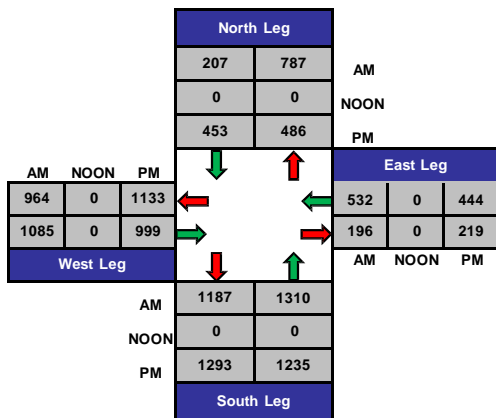 North Leg
207 787 AM
0 0 NOON
453 486 PM
AM NOON PM
East Leg
964 0 1133
532 0 444
1085 0 999
196 0 219
West Leg
AM NOON PM
AM 1187 1310
NOON 0 0
PM 1293 1235
South Leg